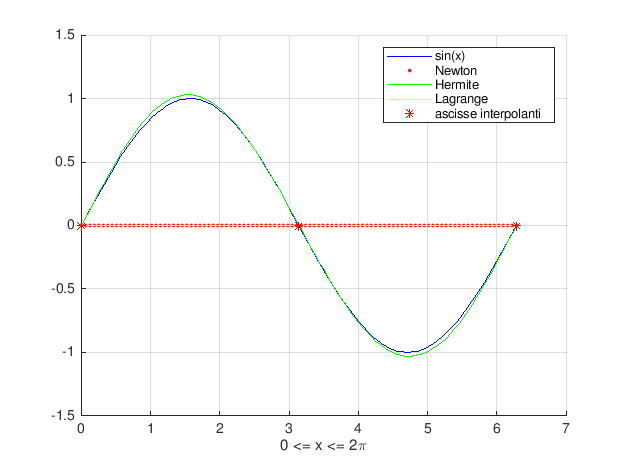 1.5
1
0.5
0
-0.5
-1
-1.5
sin(x)
Newton
Hermite
Lagrange
ascisse interpolanti
0 1 2 3 4 5 6 7
0 <= x <= 2π